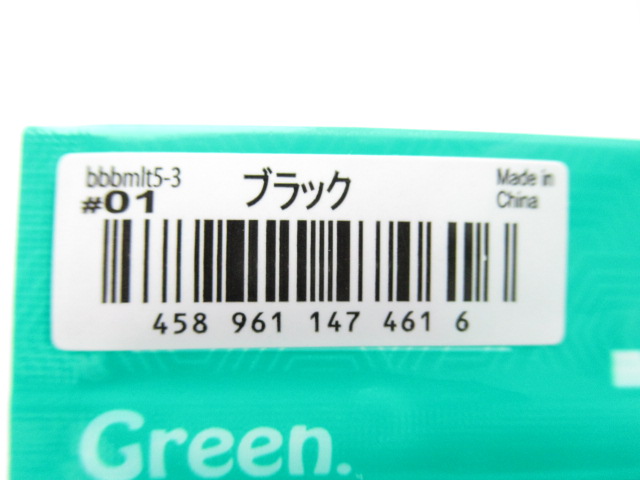 bbbmlt5-3
#01
ブラック
Made in
China
458 961 147 461 6
Green.